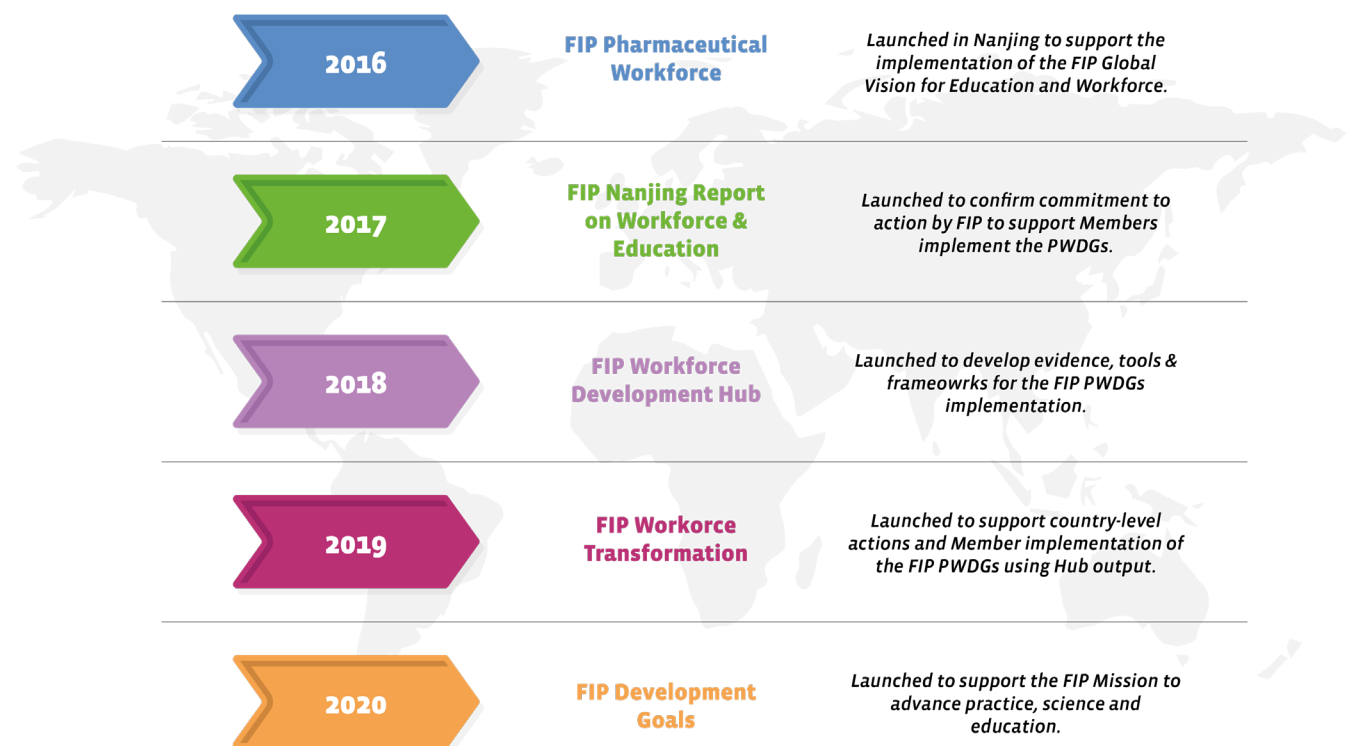 2016
FIP Pharmaceutical
Workforce
Launched in Nanjing to support the
implementation of the FIP Global
Vision for Education and Workforce.
2017
FIP Nanjing Report
on Workforce &
Education
Launched to confirm commitment to
action by FIP to support Members
implement the PWDGs.
2018
FIP Workforce
Development Hub
Launched to develop evidence, tools &
frameowrks for the FIP PWDGs
implementation.
2019
FIP Workorce
Transformation
Launched to support country-level
actions and Member implementation of
the FIP PWDGs using Hub output.
2020
FIP Development
Goals
Launched to support the FIP Mission to
advance practice, science and
education.